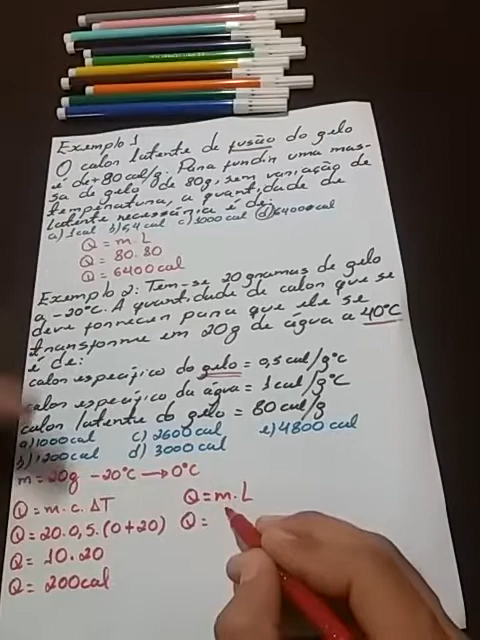 Exemplo 1
O calor latente de fusão do gelo
é de +80 cal/g. Para fundir uma mas-
sa de gelo de 80g, sem variação de
temperatura, a quantidade de
latente necessária é de:
a) 1cal b) 6,4 cal c) 1000 cal d) 6400 cal
Q = m.L
Q = 80.80
Q = 6400 cal
Exemplo 2: Tem-se 20 gramas de gelo
a -20°C. A quantidade de calor que se
deve fornecer para que ele se
transforme em 20g de água a 40°C
é de:
calor específico do gelo = 0,5 cal/g°C
calor específico da água = 1 cal/g°C
calor latente do gelo = 80 cal/g
a) 1000 cal c) 2600 cal e) 4800 cal
b) 1200 cal d) 3000 cal
m = 20g -20°C → 0°C
Q = m.c.ΔT Q = m.L
Q = 20.0,5.(0+20) Q =
Q = 10.20
Q = 200cal